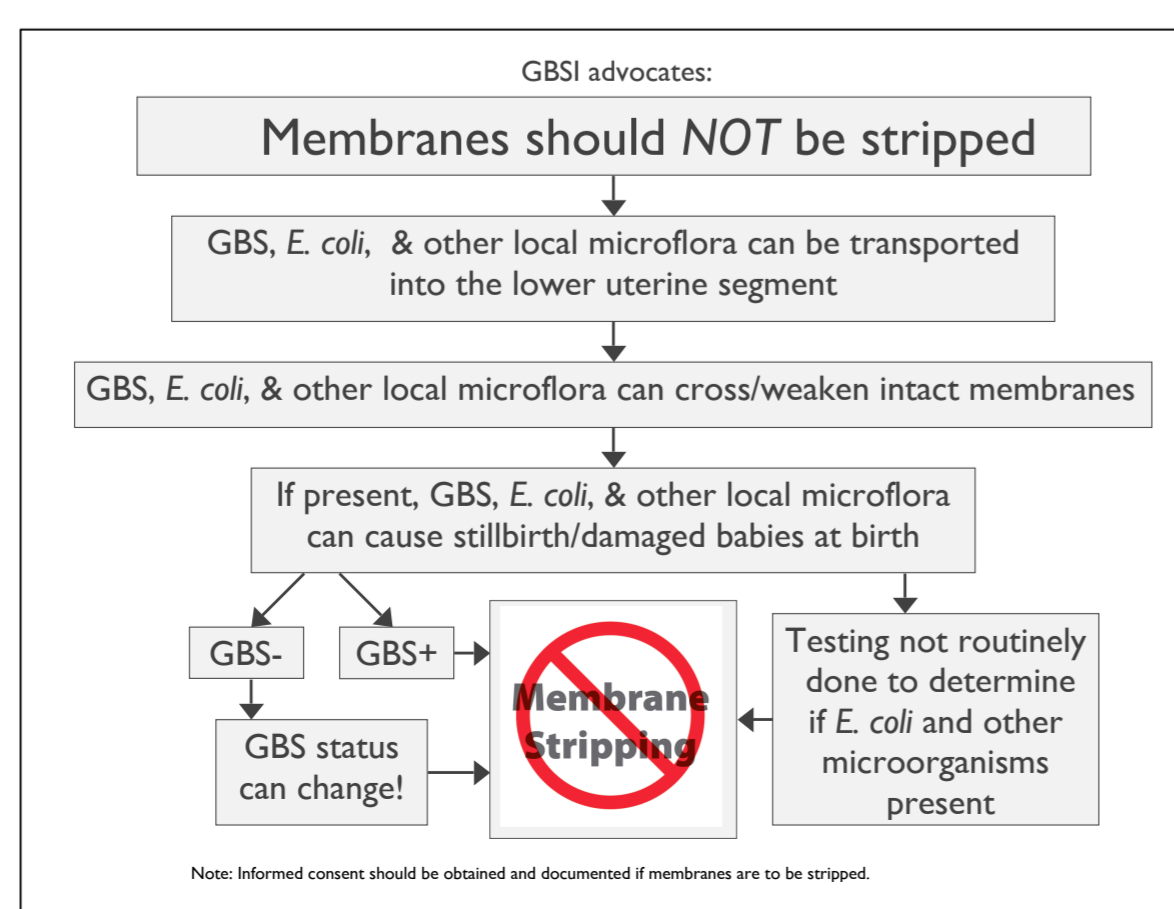 GBSI advocates:
Membranes should NOT be stripped
GBS, E. coli, & other local microflora can be transported
into the lower uterine segment
GBS, E. coli, & other local microflora can cross/weaken intact membranes
If present, GBS, E. coli, & other local microflora
can cause stillbirth/damaged babies at birth
GBS-
GBS+
GBS status
can change!
Membrane
Stripping
Testing not routinely
done to determine
if E. coli and other
microorganisms
present
Note: Informed consent should be obtained and documented if membranes are to be stripped.